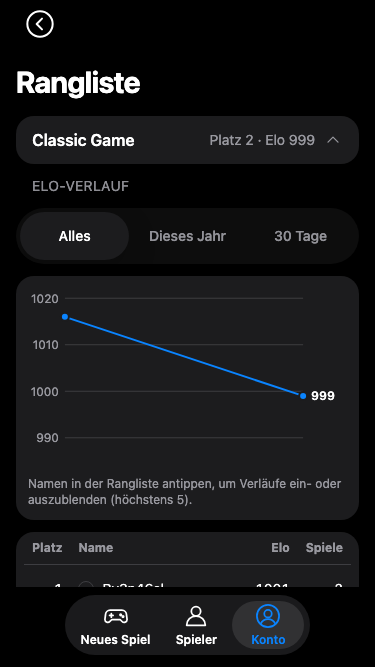 Rangliste
Classic Game Platz 2 · Elo 999
ELO-VERLAUF
Alles Dieses Jahr 30 Tage
1020
1010
1000
999
990
Namen in der Rangliste antippen, um Verläufe ein- oder
auszublenden (höchstens 5).
Platz Name Elo Spiele
Neues Spiel Spieler Konto